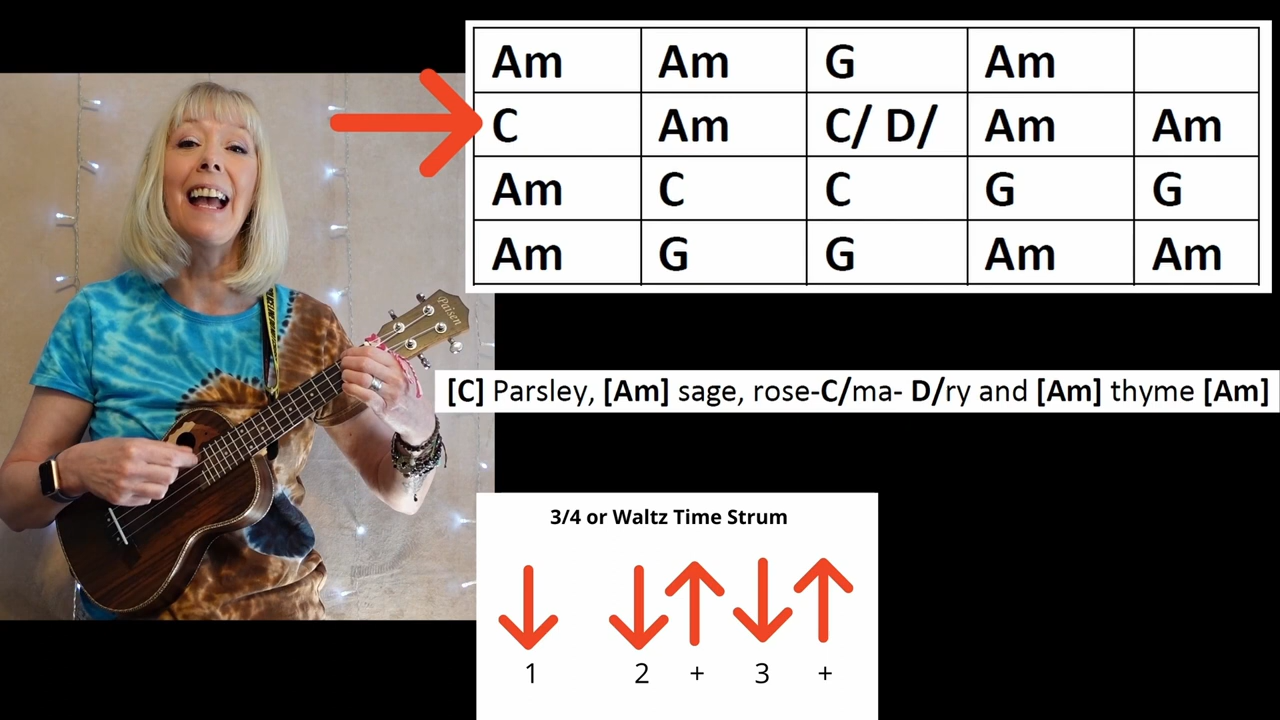 Am Am G Am
C Am C/ D/ Am Am
Am C C G G
Am G G Am Am
Paisen
[C] Parsley, [Am] sage, rose-C/ma- D/ry and [Am] thyme [Am]
3/4 or Waltz Time Strum
1 2 + 3 +